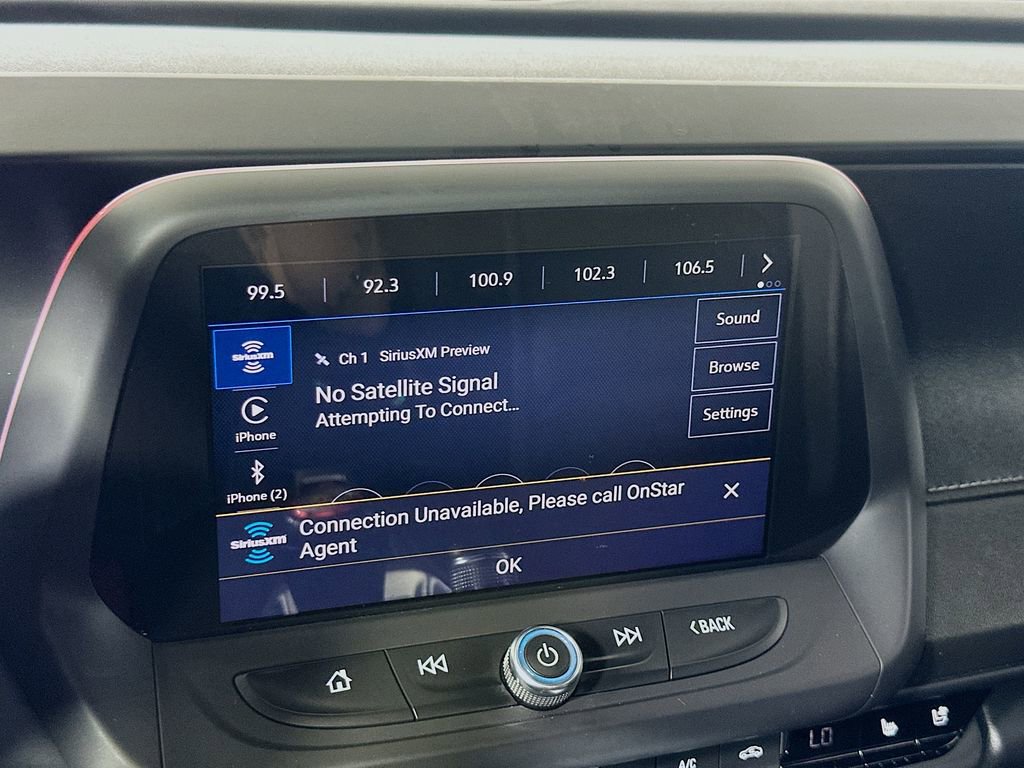 99.5 92.3 100.9 102.3 106.5
SiriusXM
Ch 1 SiriusXM Preview
No Satellite Signal
Attempting To Connect...
Sound
Browse
Settings
iPhone
iPhone (2)
SiriusXM
Connection Unavailable, Please call OnStar
Agent
OK
BACK
LO
A/C